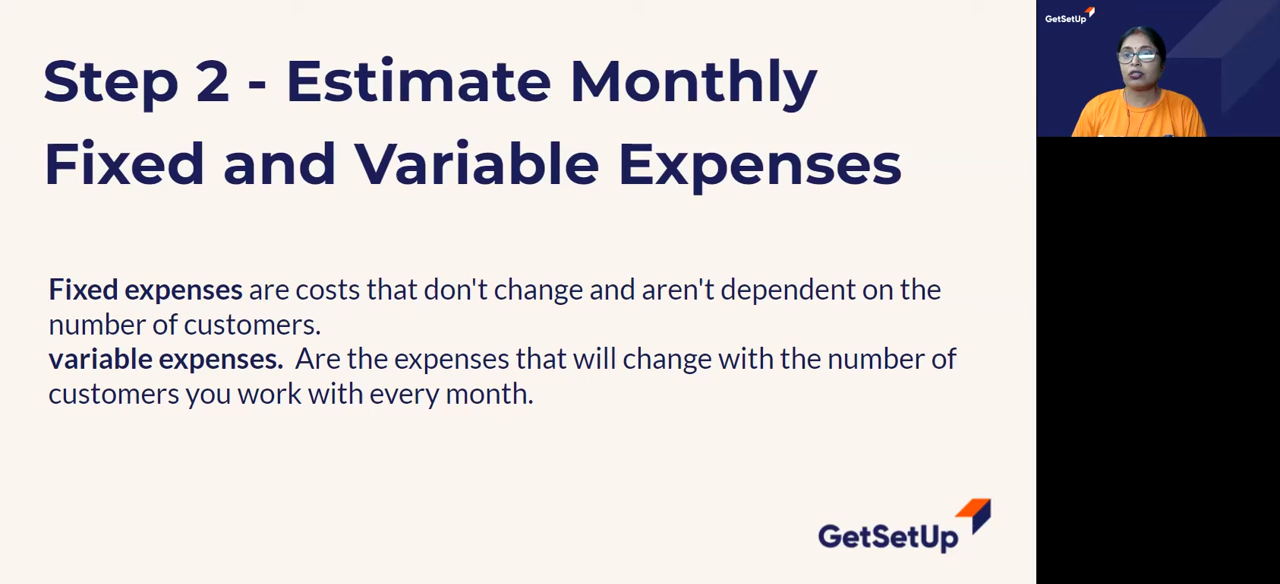 Step 2 - Estimate Monthly
Fixed and Variable Expenses
Fixed expenses are costs that don't change and aren't dependent on the
number of customers.
variable expenses. Are the expenses that will change with the number of
customers you work with every month.
GetSetUp
GetSetUp